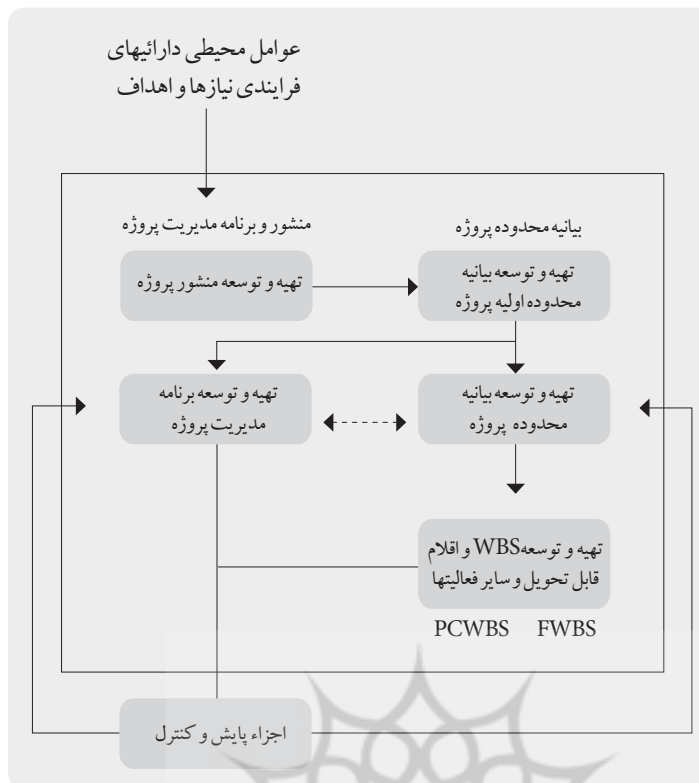 عوامل محیطی دارائیهای
فرایندی نیازها و اهداف
بیانیه محدوده پروژه
منشور و برنامه مدیریت پروژه
تهیه و توسعه بیانیه
محدوده اولیه پروژه
تهیه و توسعه منشور پروژه
تهیه و توسعه بیانیه
محدوده پروژه
تهیه و توسعه برنامه
مدیریت پروژه
تهیه و توسعهWBS و اقلام
قابل تحویل و سایر فعالیتها
PCWBS FWBS
اجزاء پایش و کنترل